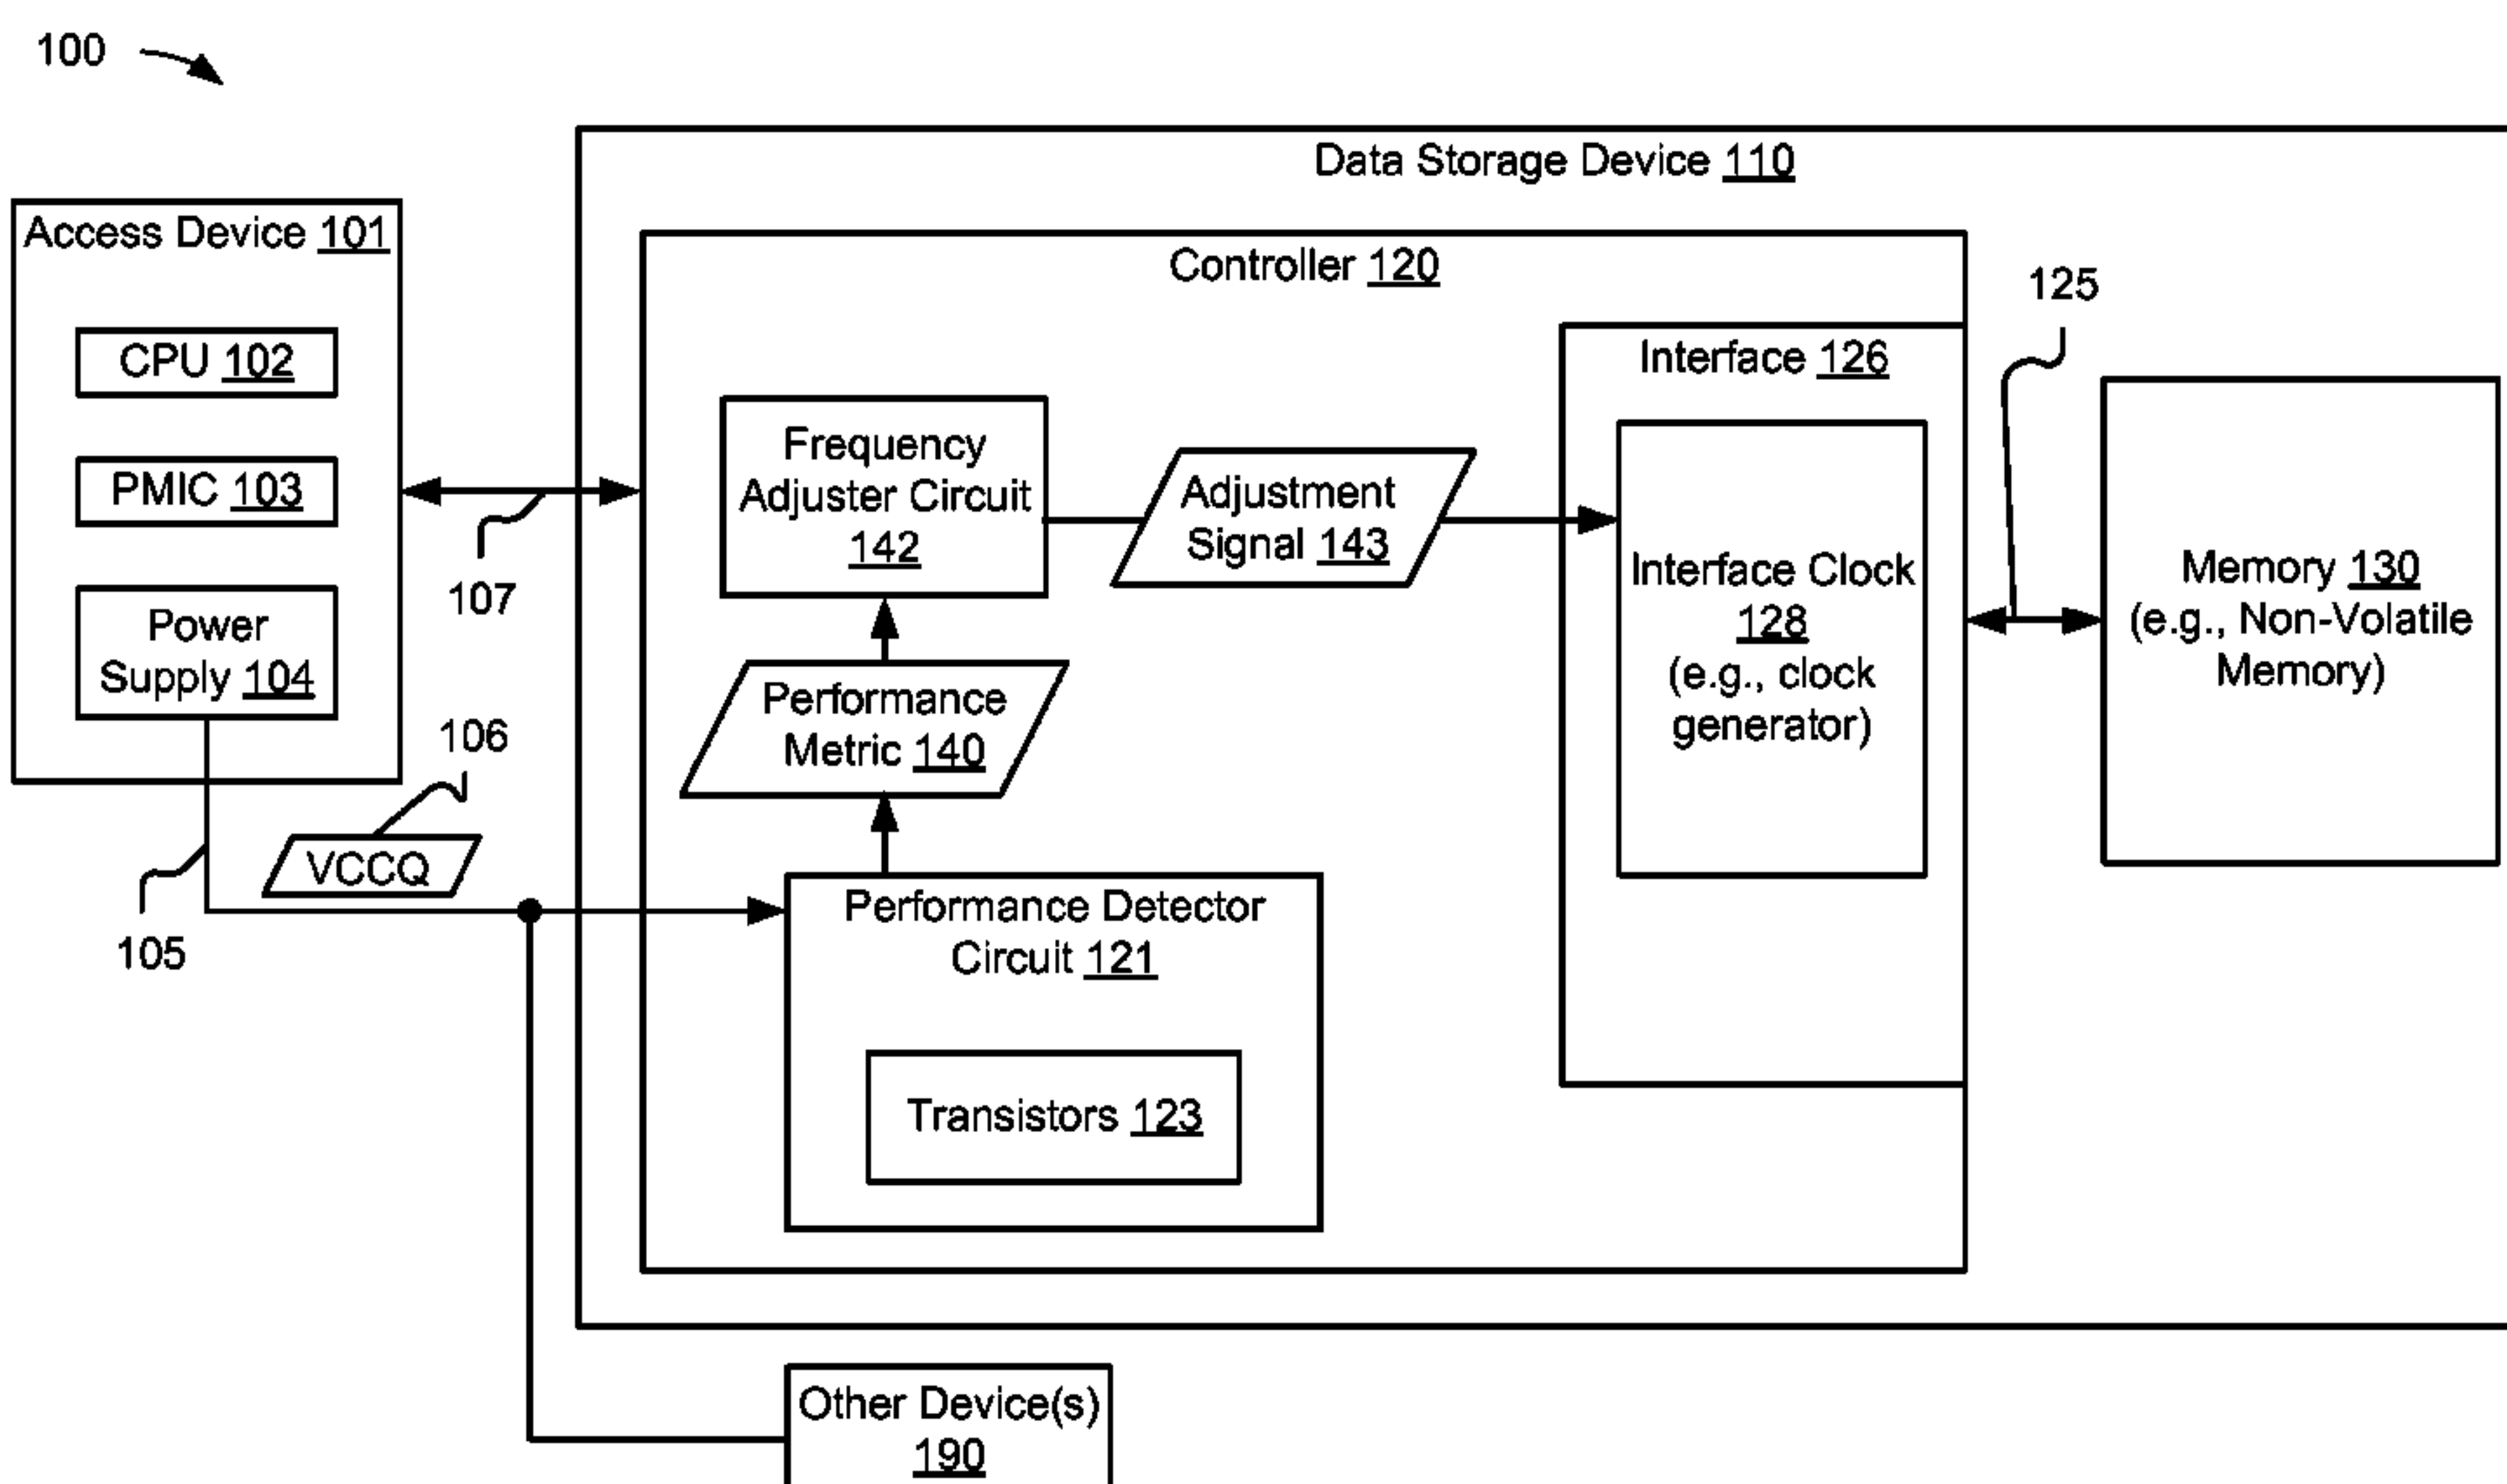 100
Data Storage Device 110
Access Device 101
CPU 102
PMIC 103
Power
Supply 104
107
106
VCCQ
105
Controller 120
Frequency
Adjuster Circuit
142
Adjustment
Signal 143
Performance
Metric 140
Performance Detector
Circuit 121
Transistors 123
Interface 126
Interface Clock
128
(e.g., clock
generator)
125
Memory 130
(e.g., Non-Volatile
Memory)
Other Device(s)
190